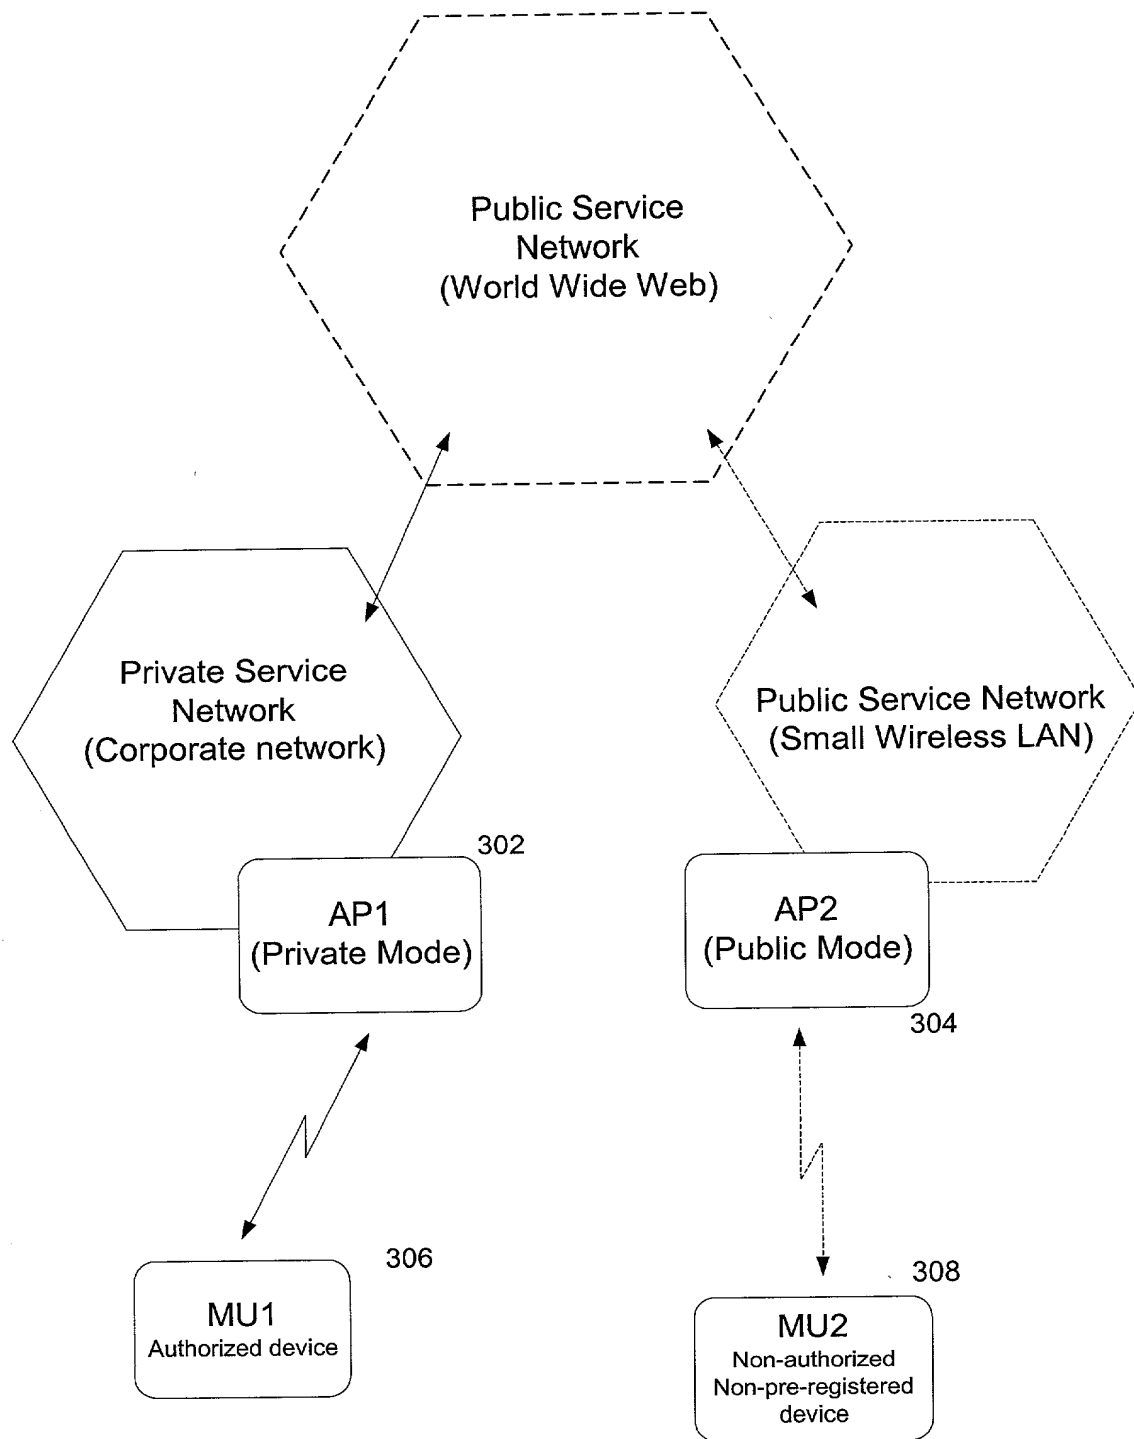 Public Service
Network
(World Wide Web)
Private Service
Network
(Corporate network)
Public Service Network
(Small Wireless LAN)
302
AP1
(Private Mode)
AP2
(Public Mode)
304
306
MU1
Authorized device
308
MU2
Non-authorized
Non-pre-registered
device